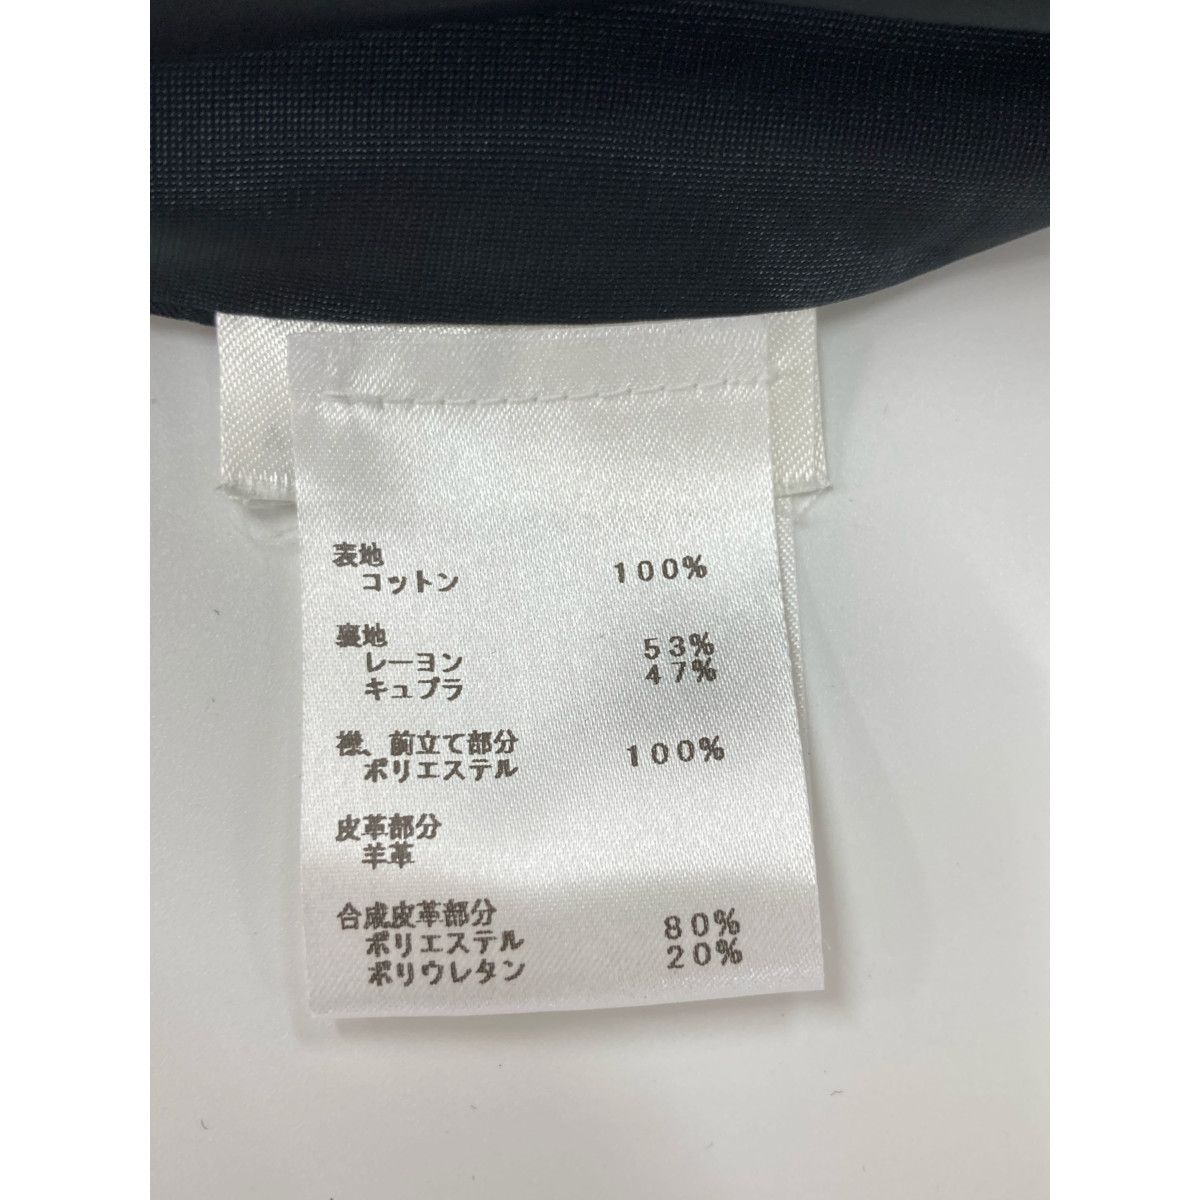 表地
コットン 100%
裏地
レーヨン 53%
キュプラ 47%
襟、前立て部分
ポリエステル 100%
皮革部分
羊革
合成皮革部分
ポリエステル 80%
ポリウレタン 20%